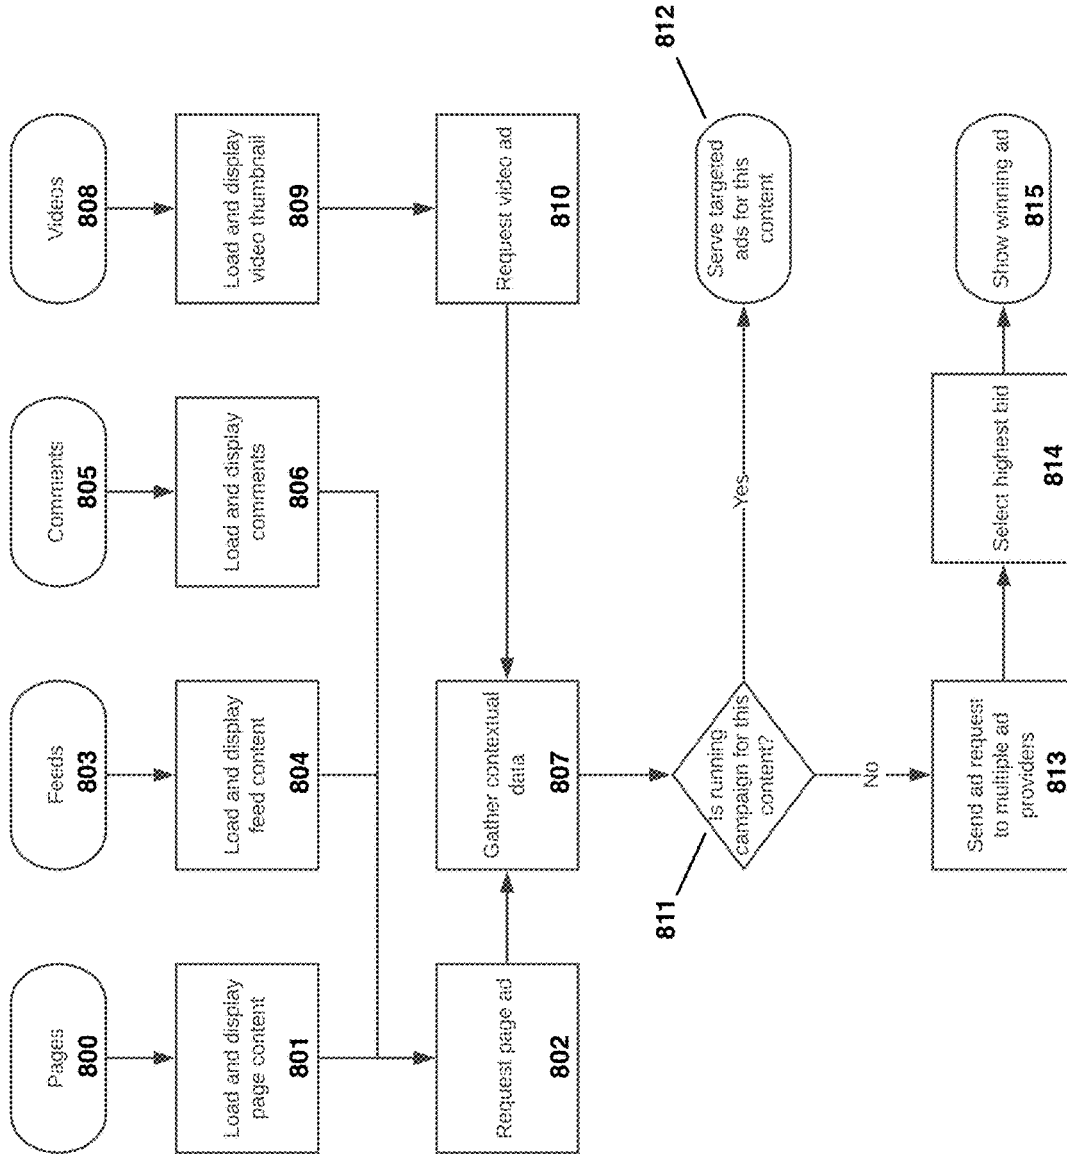 Pages
800
Load and display
page content
801
Request page ad
802
Feeds
803
Load and display
feed content
804
Comments
805
Load and display
comments
806
Gather contextual
data
807
Videos
808
Load and display
video thumbnail
809
Request video ad
810
811
Is running
campaign for this
content?
Yes
Serve targeted
ads for this
content
812
No
Send ad request
to multiple ad
providers
813
Select highest bid
814
Show winning ad
815